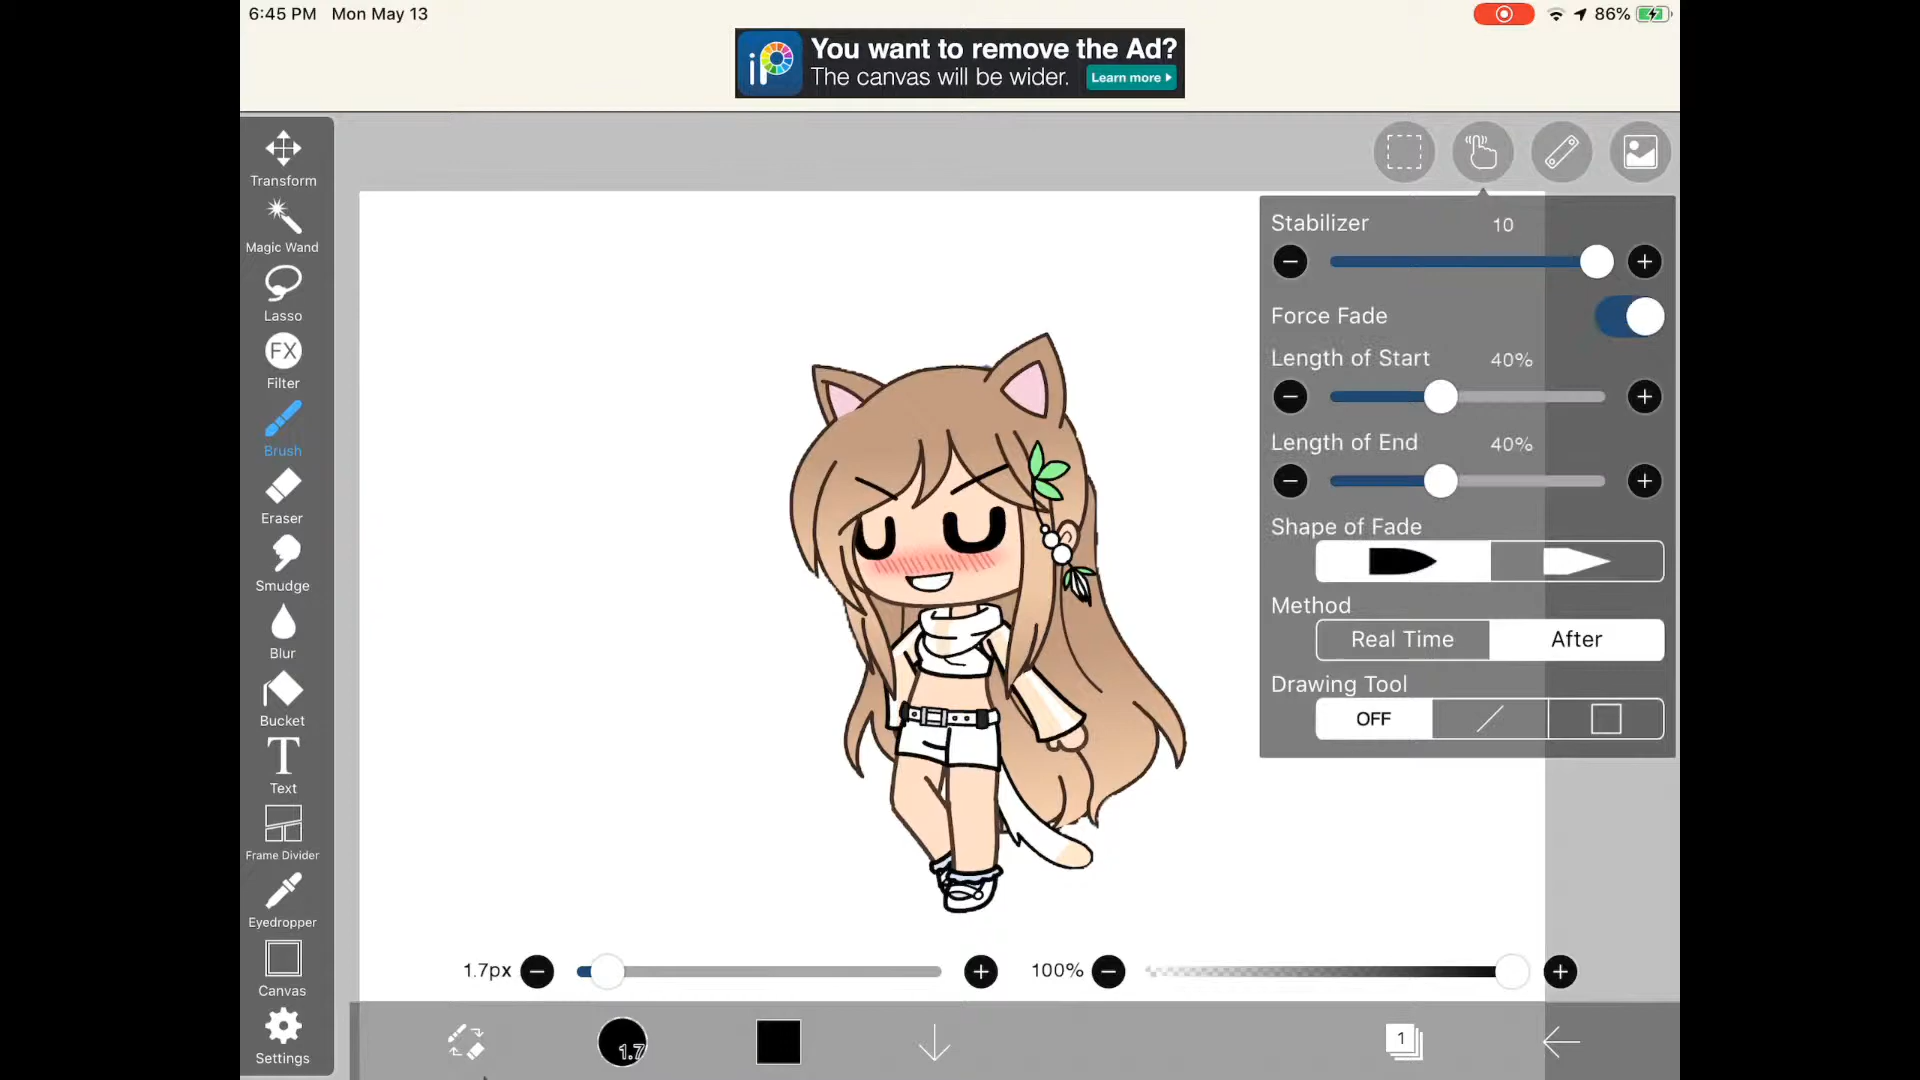 6:45 PM Mon May 13
86%
iP
You want to remove the Ad?
The canvas will be wider.
Learn more
Transform
Magic Wand
Lasso
FX
Filter
Brush
Eraser
Smudge
Blur
Bucket
T
Text
Frame Divider
Eyedropper
Canvas
Settings
Stabilizer 10
Force Fade
Length of Start 40%
Length of End 40%
Shape of Fade
Method
Real Time After
Drawing Tool
OFF
1.7px
100%
1.7
1